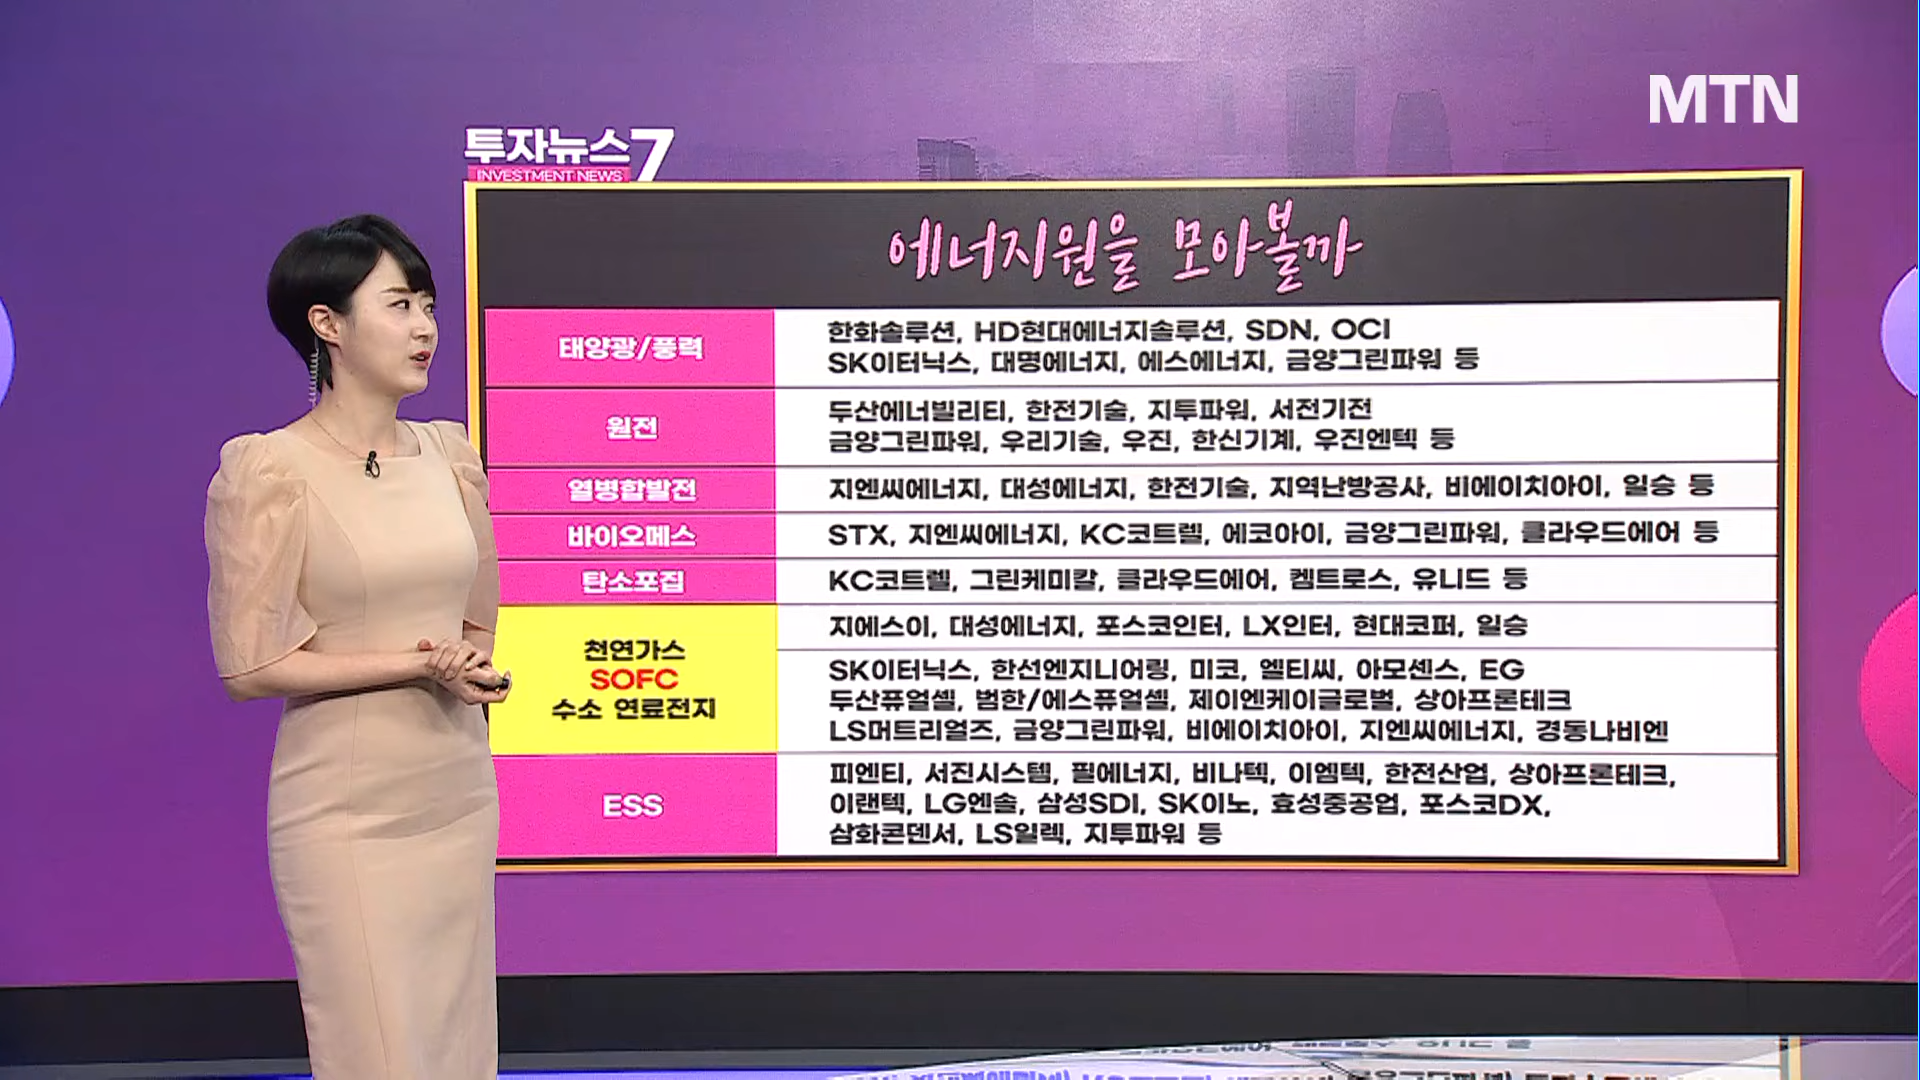 MTN
투자뉴스7
INVESTMENT NEWS
에너지원을 모아볼까
태양광/풍력
한화솔루션, HD현대에너지솔루션, SDN, OCI
SK이터닉스, 대명에너지, 에스에너지, 금양그린파워 등
원전
두산에너빌리티, 한전기술, 지투파워, 서전기전
금양그린파워, 우리기술, 우진, 한신기계, 우진엔텍 등
열병합발전
지엔씨에너지, 대성에너지, 한전기술, 지역난방공사, 비에이치아이, 일승 등
바이오메스
STX, 지엔씨에너지, KC코트렐, 에코아이, 금양그린파워, 클라우드에어 등
탄소포집
KC코트렐, 그린케미칼, 클라우드에어, 켐트로스, 유니드 등
천연가스
SOFC
수소 연료전지
지에스이, 대성에너지, 포스코인터, LX인터, 현대코퍼, 일승
SK이터닉스, 한선엔지니어링, 미코, 엘티씨, 아모센스, EG
두산퓨얼셀, 범한/에스퓨얼셀, 제이엔케이글로벌, 상아프론테크
LS머트리얼즈, 금양그린파워, 비에이치아이, 지엔씨에너지, 경동나비엔
ESS
피엔티, 서진시스템, 필에너지, 비나텍, 이엠텍, 한전산업, 상아프론테크,
이랜텍, LG엔솔, 삼성SDI, SK이노, 효성중공업, 포스코DX,
삼화콘덴서, LS일렉, 지투파워 등